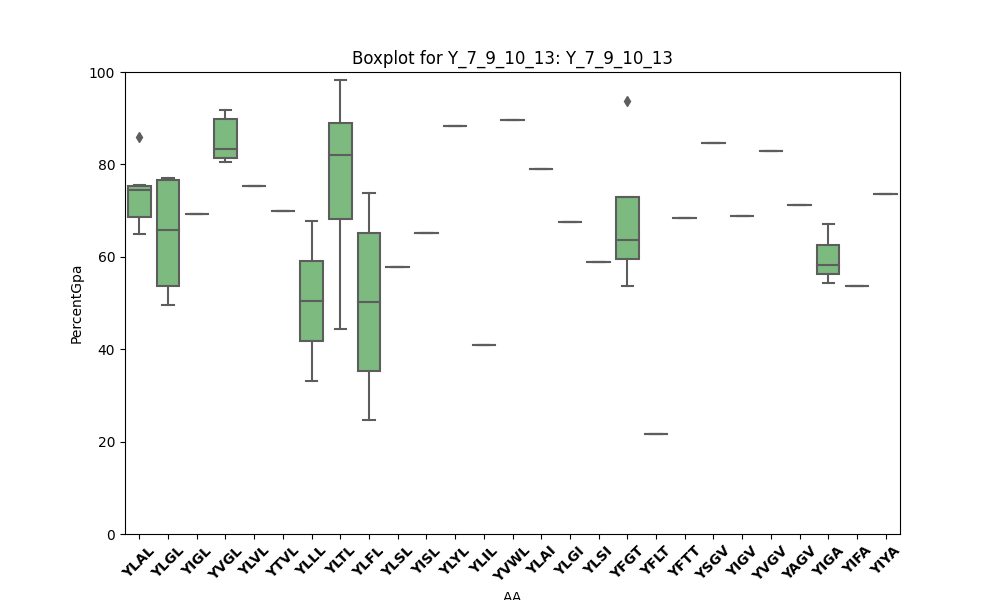 Boxplot for Y_7_9_10_13: Y_7_9_10_13
100
80
60
40
20
0
PercentGpa
YLAL YLGL YIGL YVGL YLVL YTVL YLLL YLTL YLFL YLSL YISL YLYL YLIL YVWL YLAI YLGI YLSI YFGT YFLT YFTT YSGV YIGV YVGV YAGV YIGA YIFA YIYA
AA